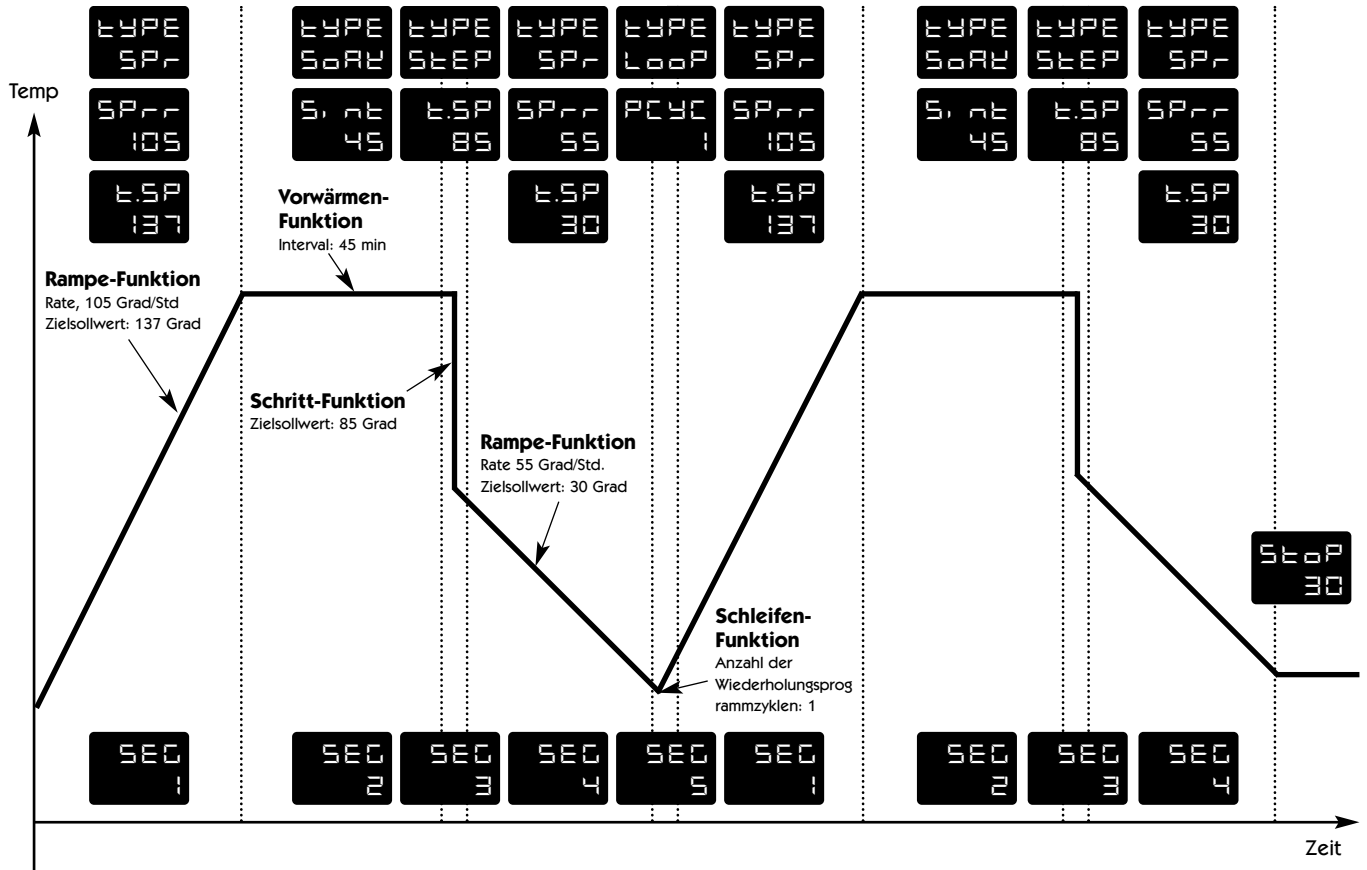 tYPE SPr
tYPE SoAK
tYPE StEP
tYPE SPr
tYPE LooP
tYPE SPr
tYPE SoAK
tYPE StEP
tYPE SPr
Temp
SPrr 105
Sint 45
t.SP 85
SPrr 55
PCYC 1
SPrr 105
Sint 45
t.SP 85
SPrr 55
t.SP 137
t.SP 30
t.SP 137
t.SP 30
Vorwärmen-
Funktion
Interval: 45 min
Rampe-Funktion
Rate, 105 Grad/Std
Zielsollwert: 137 Grad
Schritt-Funktion
Zielsollwert: 85 Grad
Rampe-Funktion
Rate 55 Grad/Std.
Zielsollwert: 30 Grad
StoP 30
Schleifen-
Funktion
Anzahl der
Wiederholungsprog
rammzyklen: 1
SEG 1
SEG 2
SEG 3
SEG 4
SEG 5
SEG 1
SEG 2
SEG 3
SEG 4
Zeit